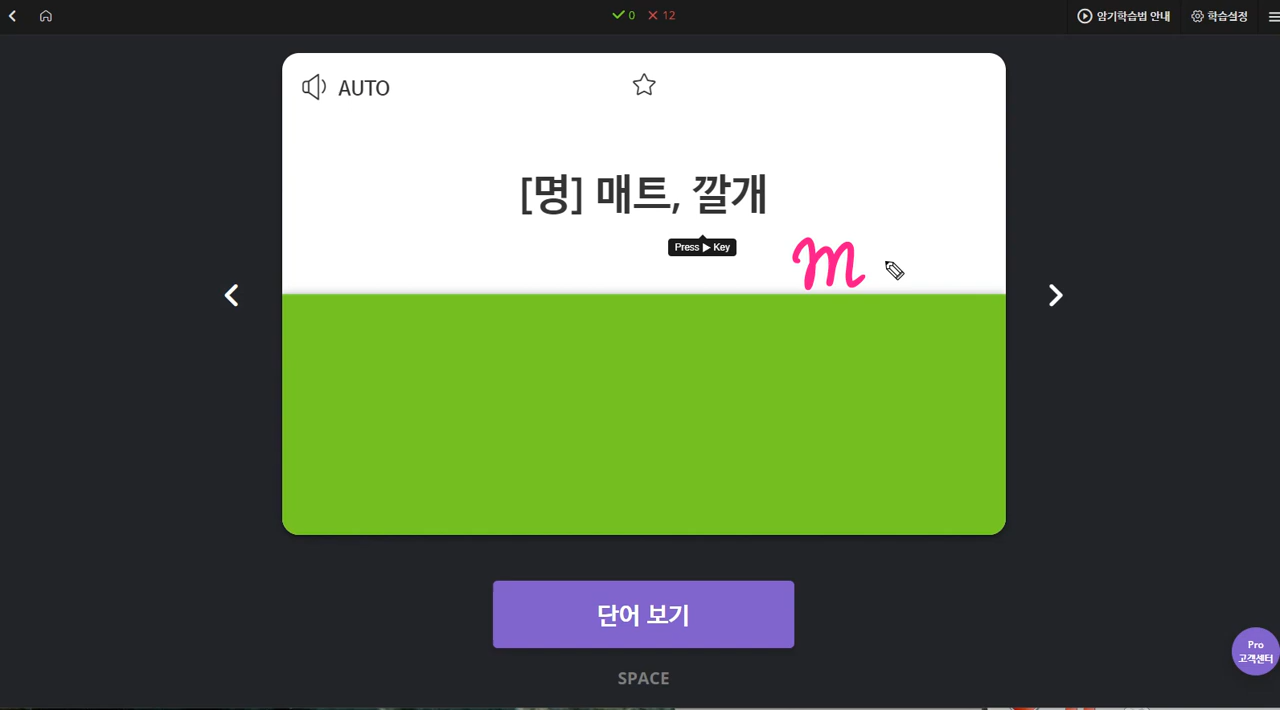 0 12
암기학습법 안내
학습설정
AUTO
[명] 매트, 깔개
Press ▶ Key
m
단어 보기
SPACE
Pro
고객센터